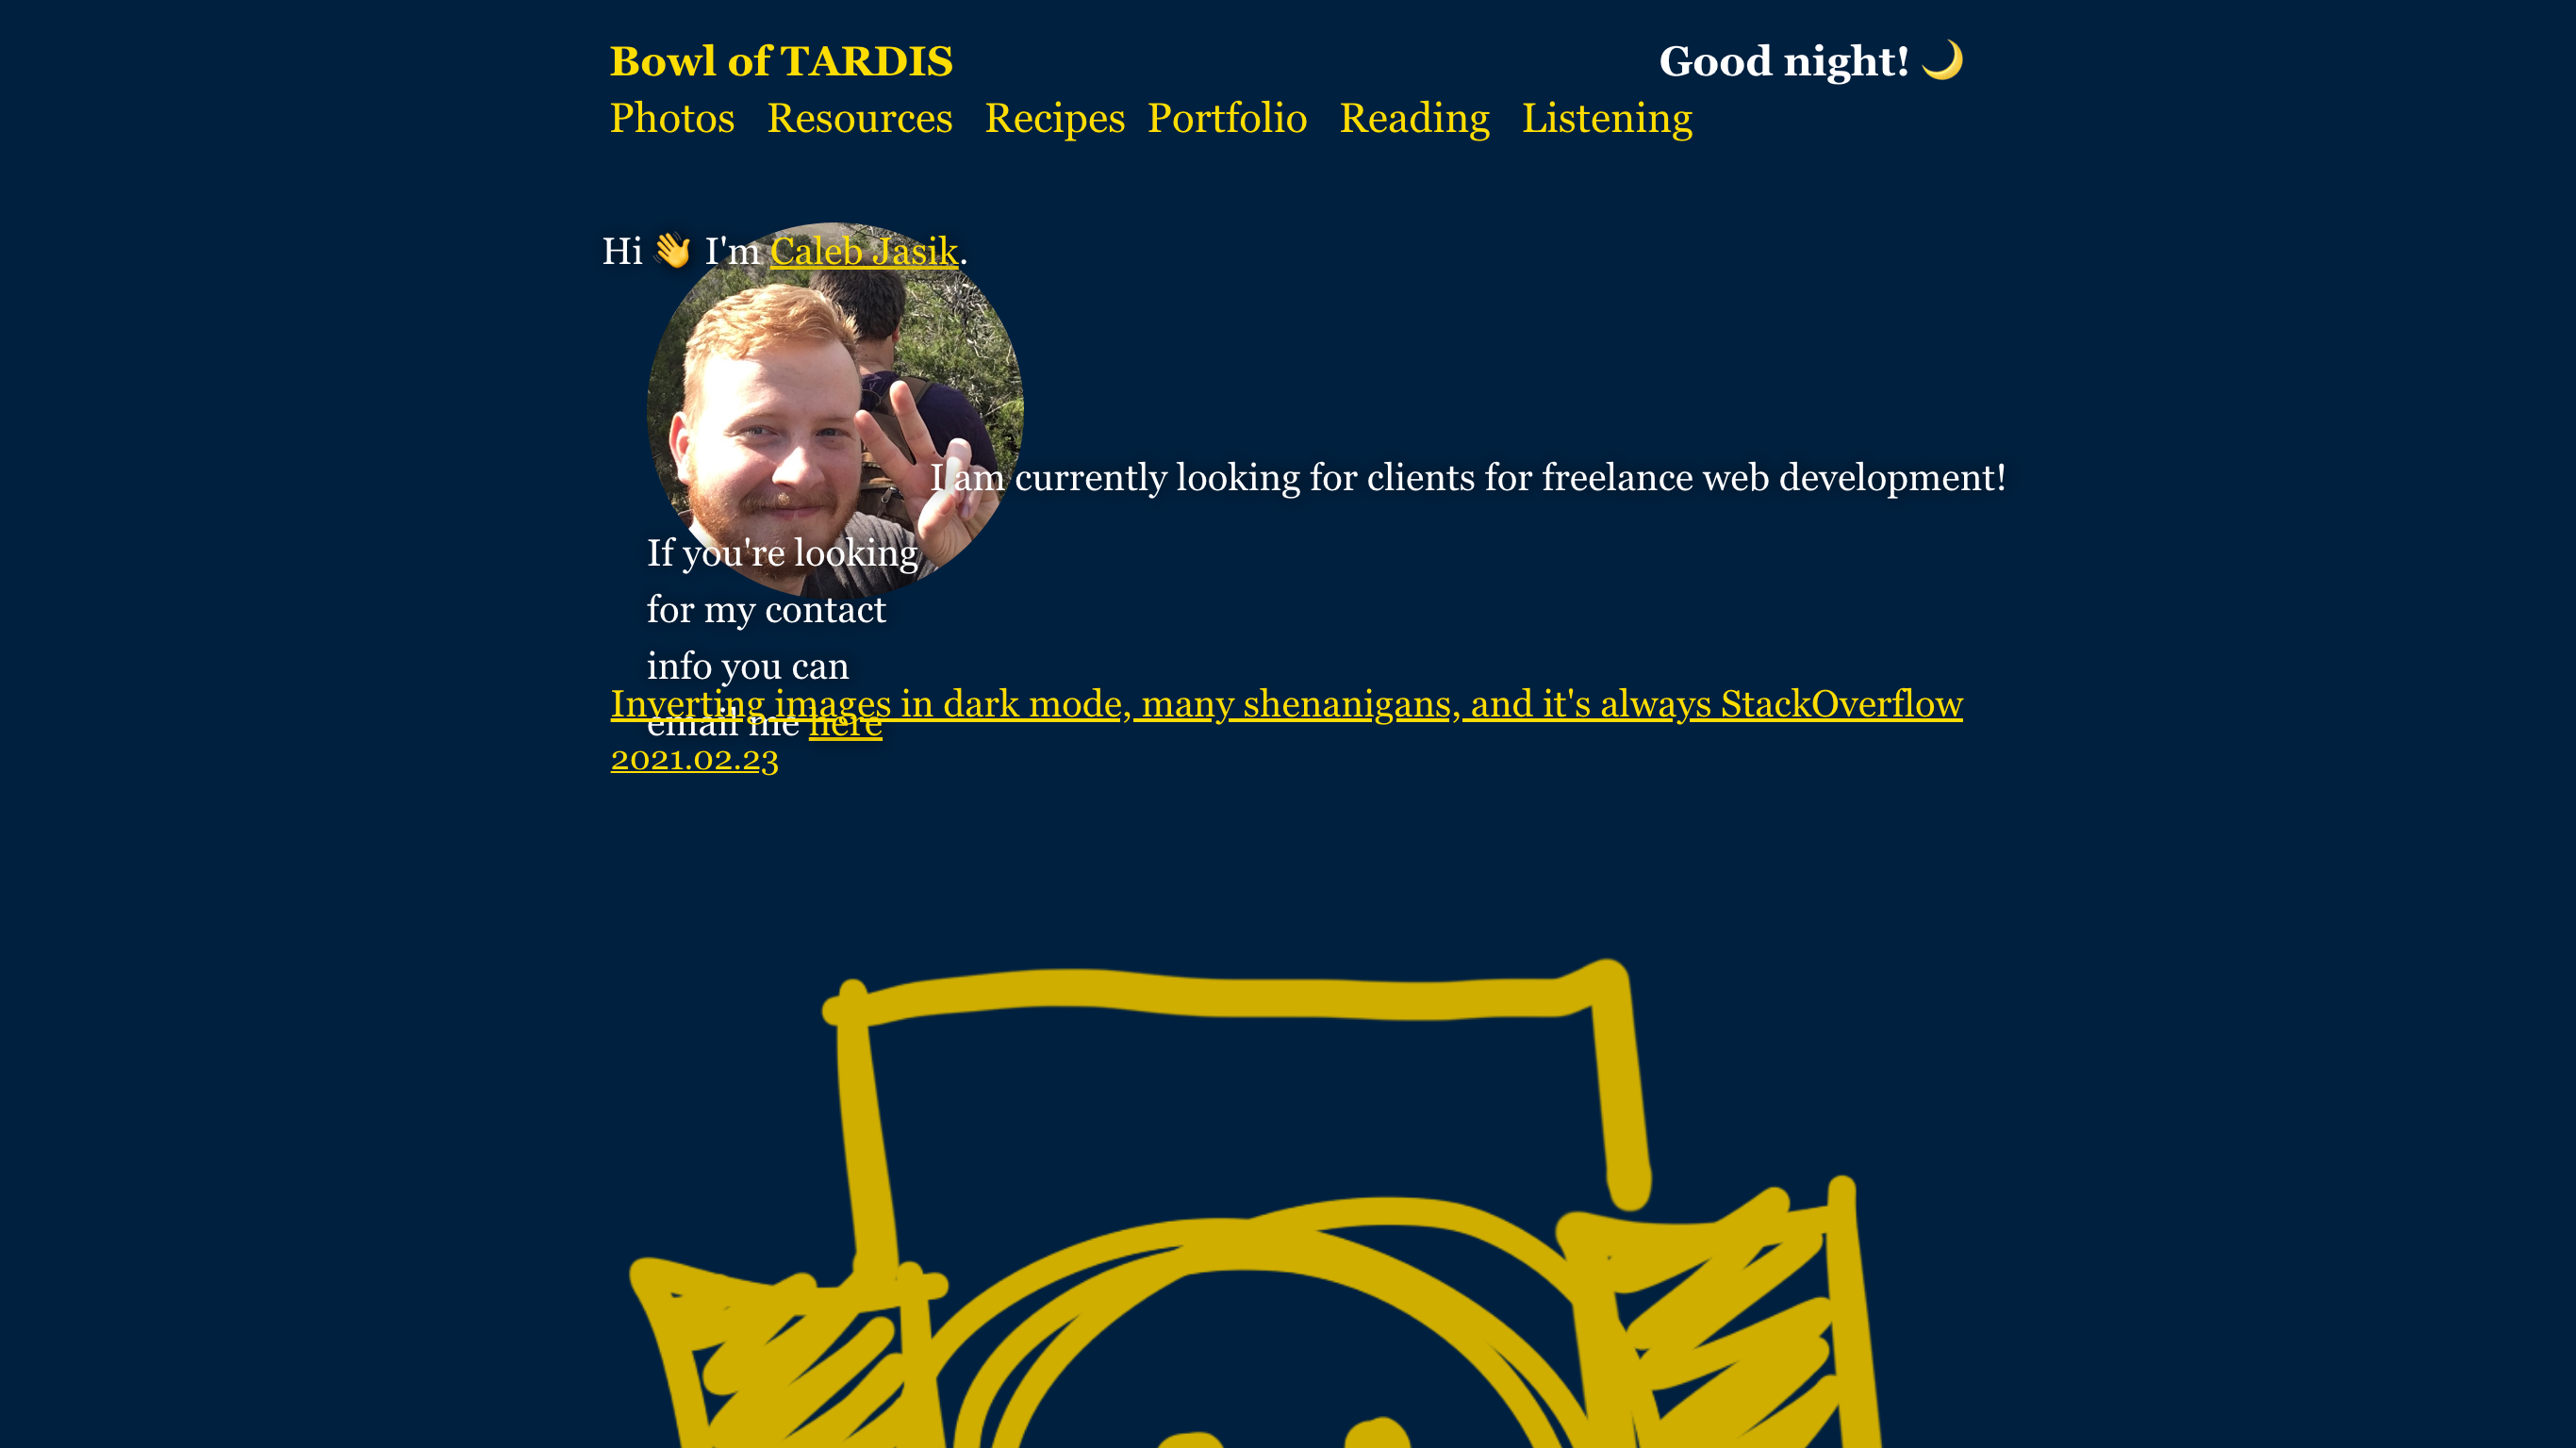 Bowl of TARDIS
Good night! 🌙
Photos Resources Recipes Portfolio Reading Listening
Hi 👋 I'm Caleb Jasik.
I am currently looking for clients for freelance web development!
If you're looking
for my contact
info you can
email me here
Inverting images in dark mode, many shenanigans, and it's always StackOverflow
2021.02.23